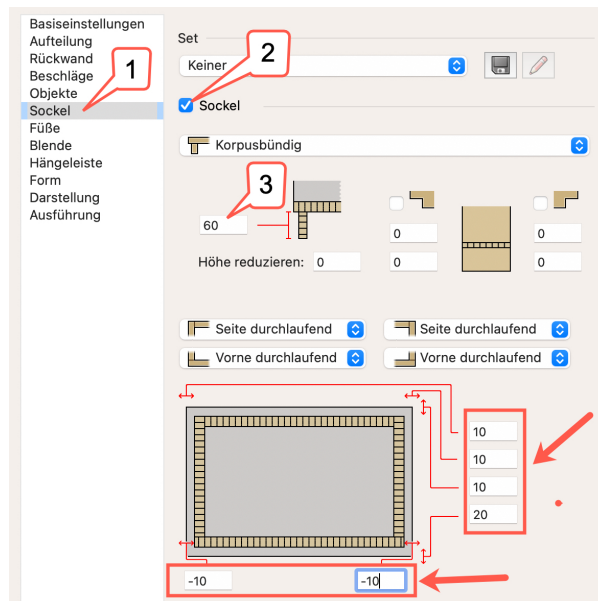 Basiseinstellungen
Aufteilung
Rückwand
Beschläge
Objekte
Sockel
Füße
Blende
Hängeleiste
Form
Darstellung
Ausführung
1
Set
2
Keiner
Sockel
Korpusbündig
3
60
0
0
Höhe reduzieren: 0
0
0
Seite durchlaufend
Seite durchlaufend
Vorne durchlaufend
Vorne durchlaufend
10
10
10
20
-10
-10